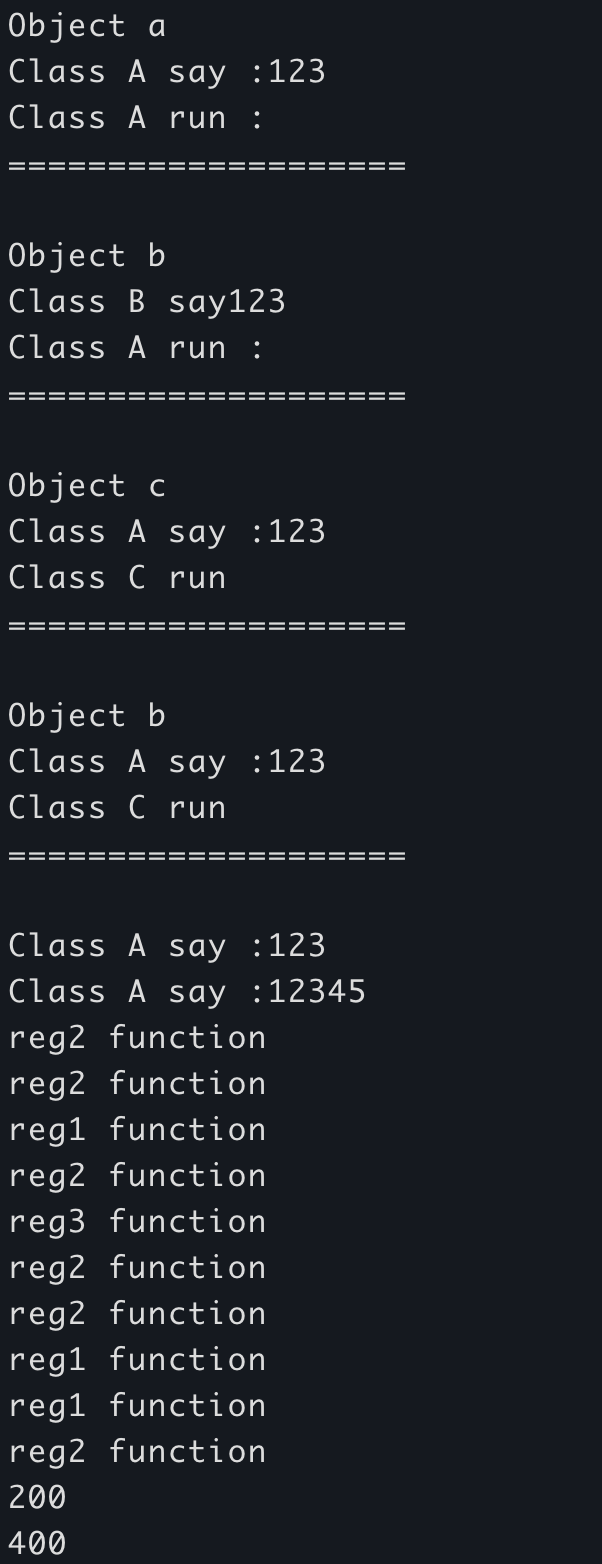 Object a
Class A say :123
Class A run :
====================
Object b
Class B say123
Class A run :
====================
Object c
Class A say :123
Class C run
====================
Object b
Class A say :123
Class C run
====================
Class A say :123
Class A say :12345
reg2 function
reg2 function
reg1 function
reg2 function
reg3 function
reg2 function
reg2 function
reg1 function
reg1 function
reg2 function
200
400